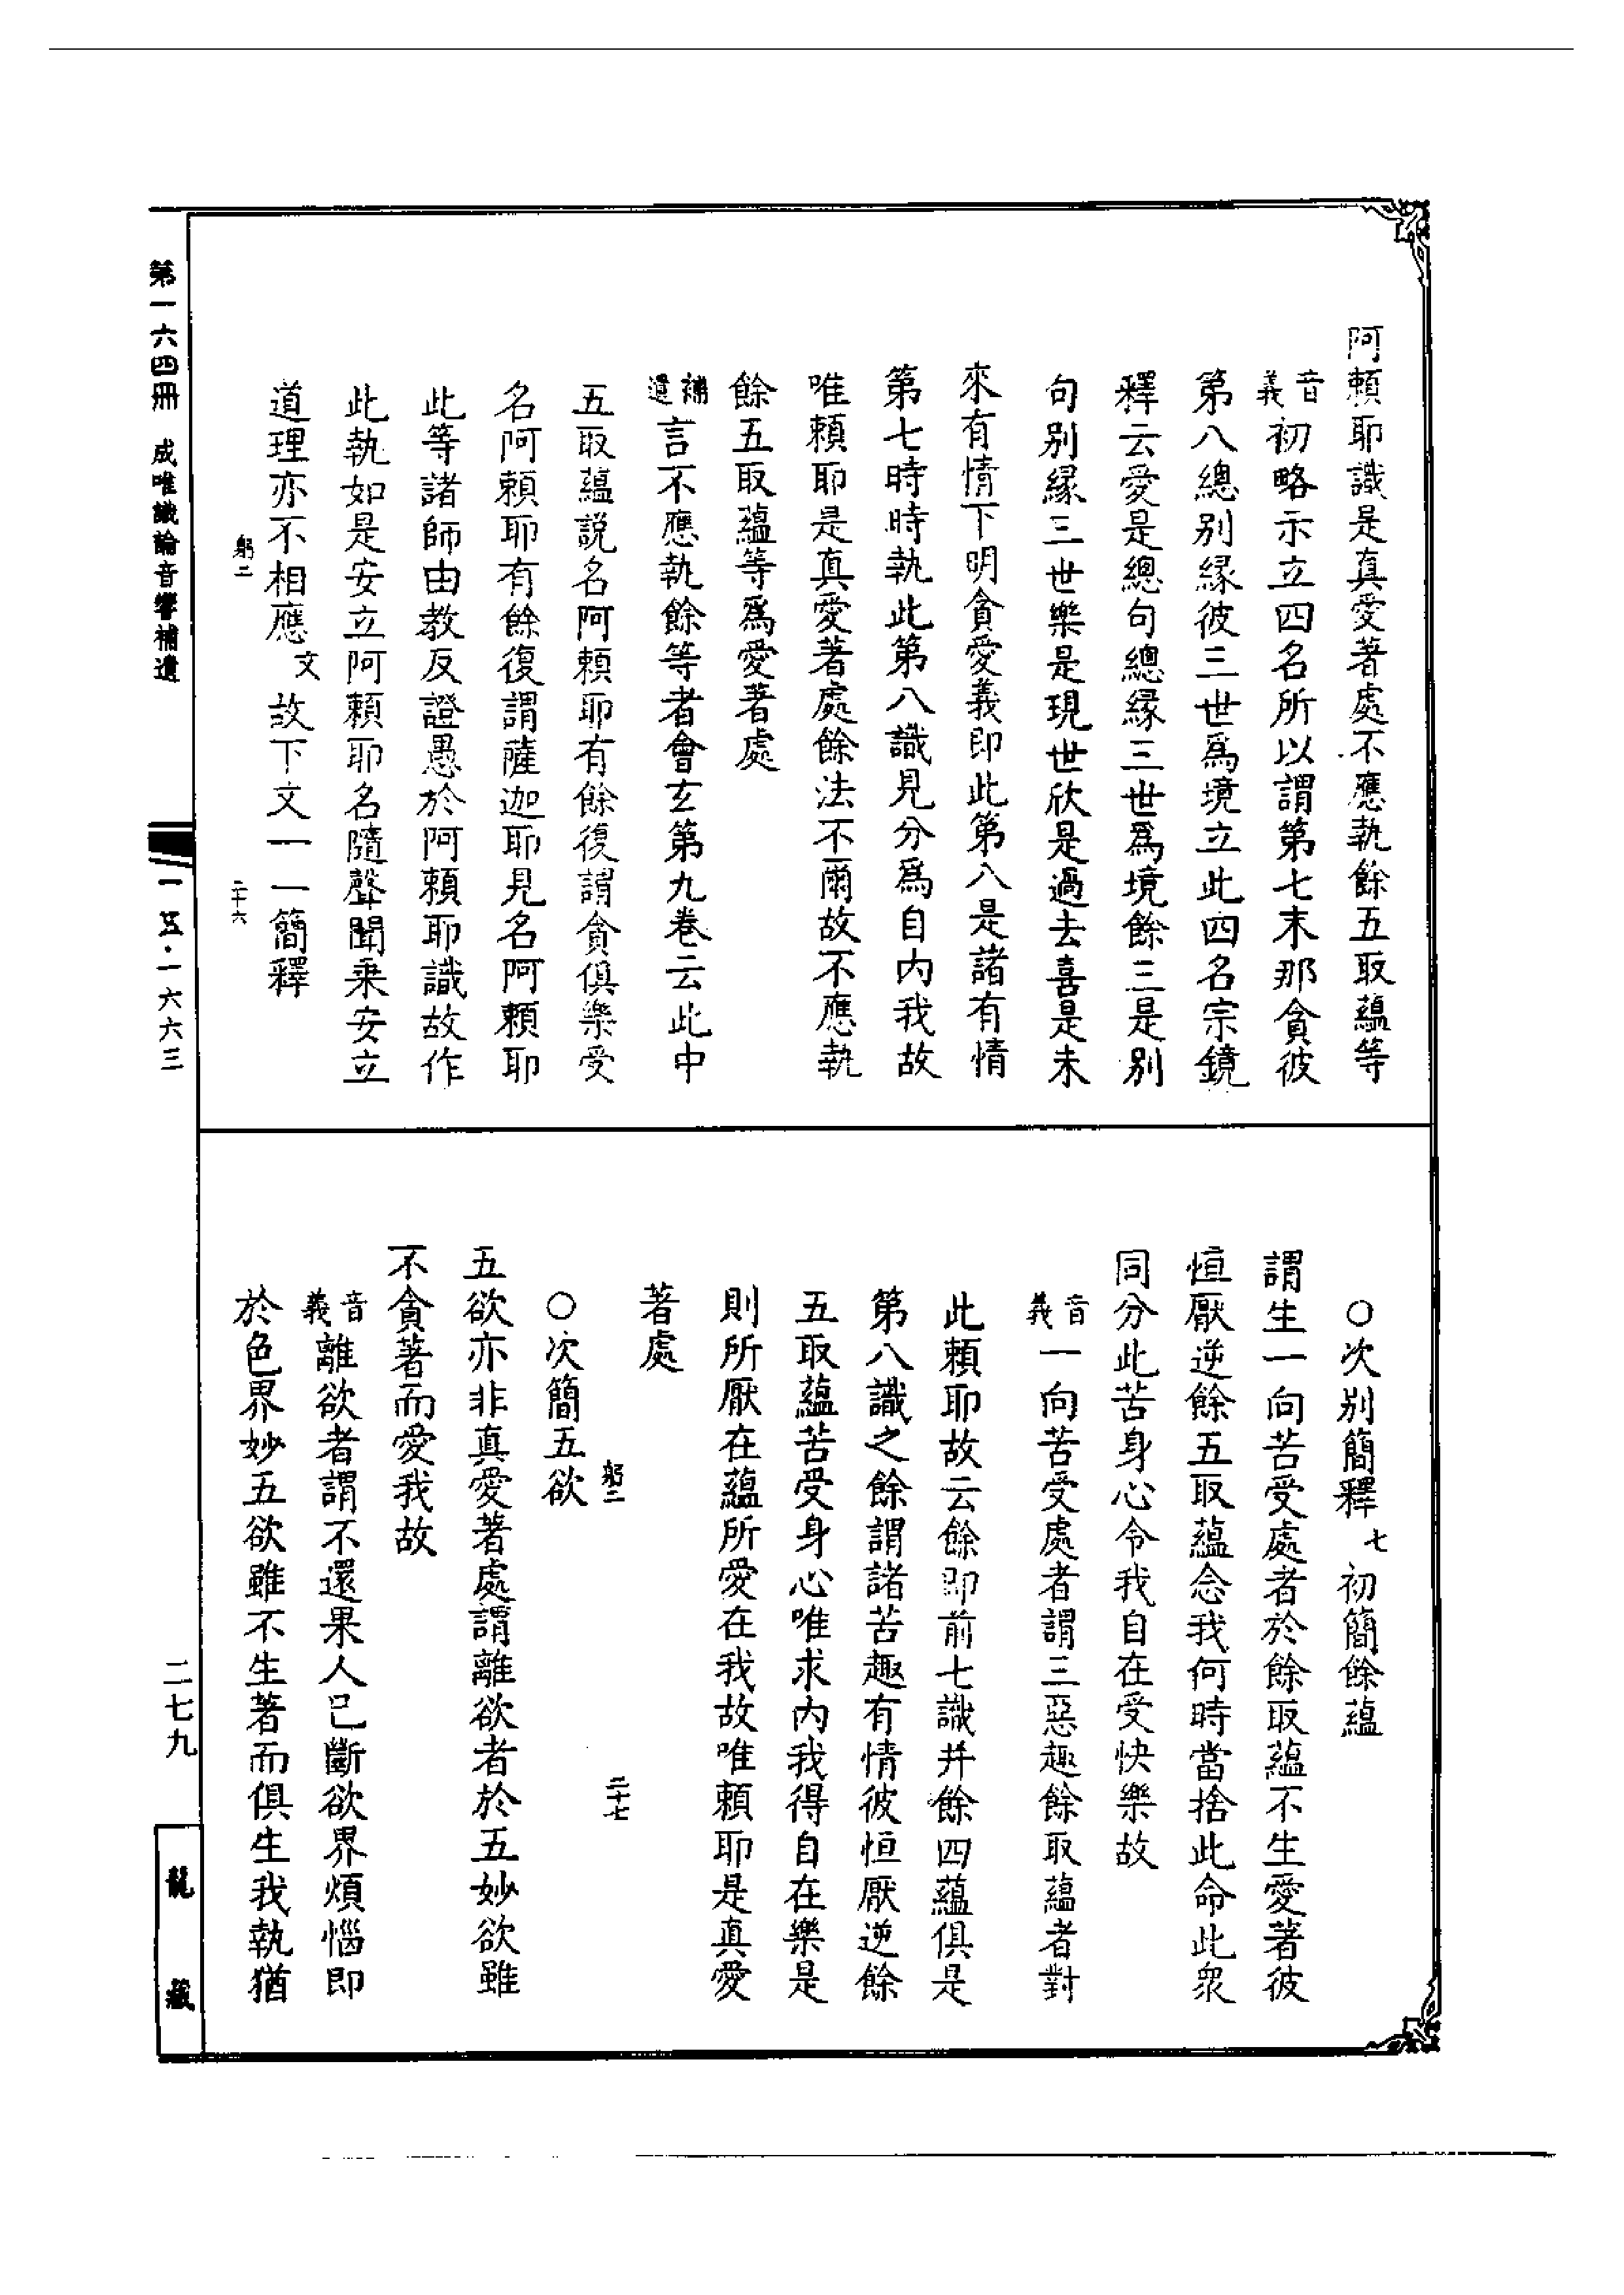 阿賴耶識是真愛著處不應執餘五取蘊等
音義初略示立四名所以謂第七末那貪彼
第八總别緣彼三世爲境立此四名宗鏡
釋云愛是總句總緣三世爲境餘三是别
句别緣三世樂是現世欣是過去喜是未
來有情下明貪愛義即此第八是諸有情
第七時時執此第八識見分爲自内我故
唯賴耶是真愛著處餘法不爾故不應執
餘五取蘊等爲愛著處
補遺言不應執餘等者會玄第九卷云此中
五取蘊説名阿賴耶有餘復謂貪俱樂受
名阿賴耶有餘復謂薩迦耶見名阿賴耶
此等諸師由教及證愚於阿賴耶識故作
此執如是安立阿賴耶名隨聲聞乘安立
道理亦不相應文故下文一一簡釋
躬二 二十六
○次别簡釋七 初簡餘蘊
謂生一向苦受處者於餘取蘊不生愛著彼
恒厭逆餘五取蘊念我何時當捨此命此衆
同分此苦身心令我自在受快樂故
音義一向苦受處者謂三惡趣餘取蘊者對
此賴耶故云餘即前七識并餘四蘊俱是
第八識之餘謂諸苦趣有情彼恒厭逆餘
五取蘊苦受身心唯求内我得自在樂是
則所厭在蘊所愛在我故唯賴耶是真愛
著處
躬二 二十七
○次簡五欲
五欲亦非真愛著處謂離欲者於五妙欲雖
不貪著而愛我故
音義離欲者謂不還果人已斷欲界煩惱即
於色界妙五欲雖不生著而俱生我執猶
第一六四冊 成唯識論音響補遺
一五·一六六三
二七九
龍藏